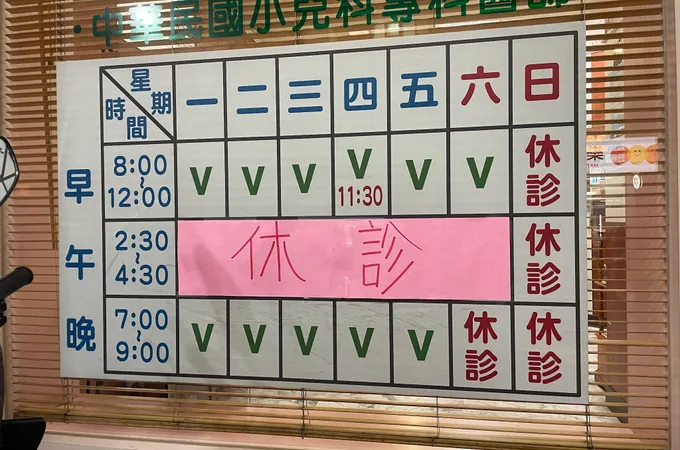 ·中華民國小兒科專科醫師
星期 時間 一 二 三 四 五 六 日
早 8:00~12:00 V V V V 11:30 V V 休診
午 2:30~4:30 休診 休診
晚 7:00~9:00 V V V V V 休診 休診